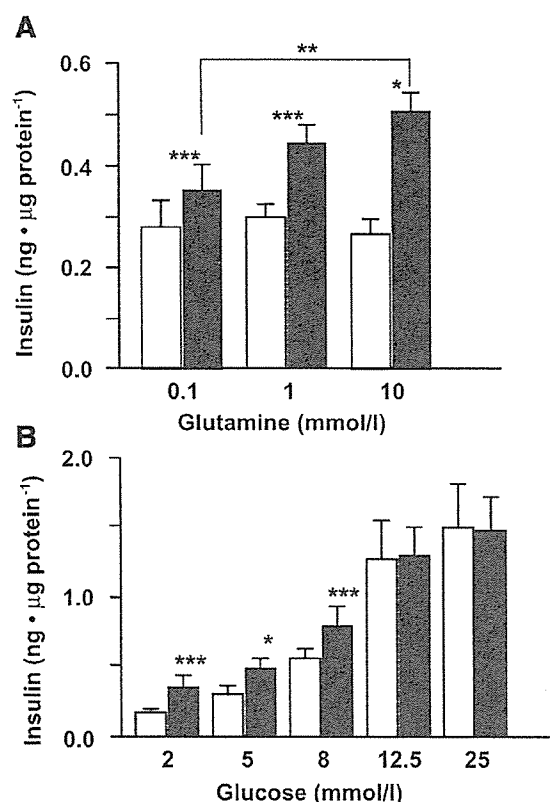 A
**
0.6
*
***
***
0.4
0.2
0.0
Insulin (ng • µg protein⁻¹)
0.1 1 10
Glutamine (mmol/l)
B
2.0
***
1.0
*
***
0.0
Insulin (ng • µg protein⁻¹)
2 5 8 12.5 25
Glucose (mmol/l)